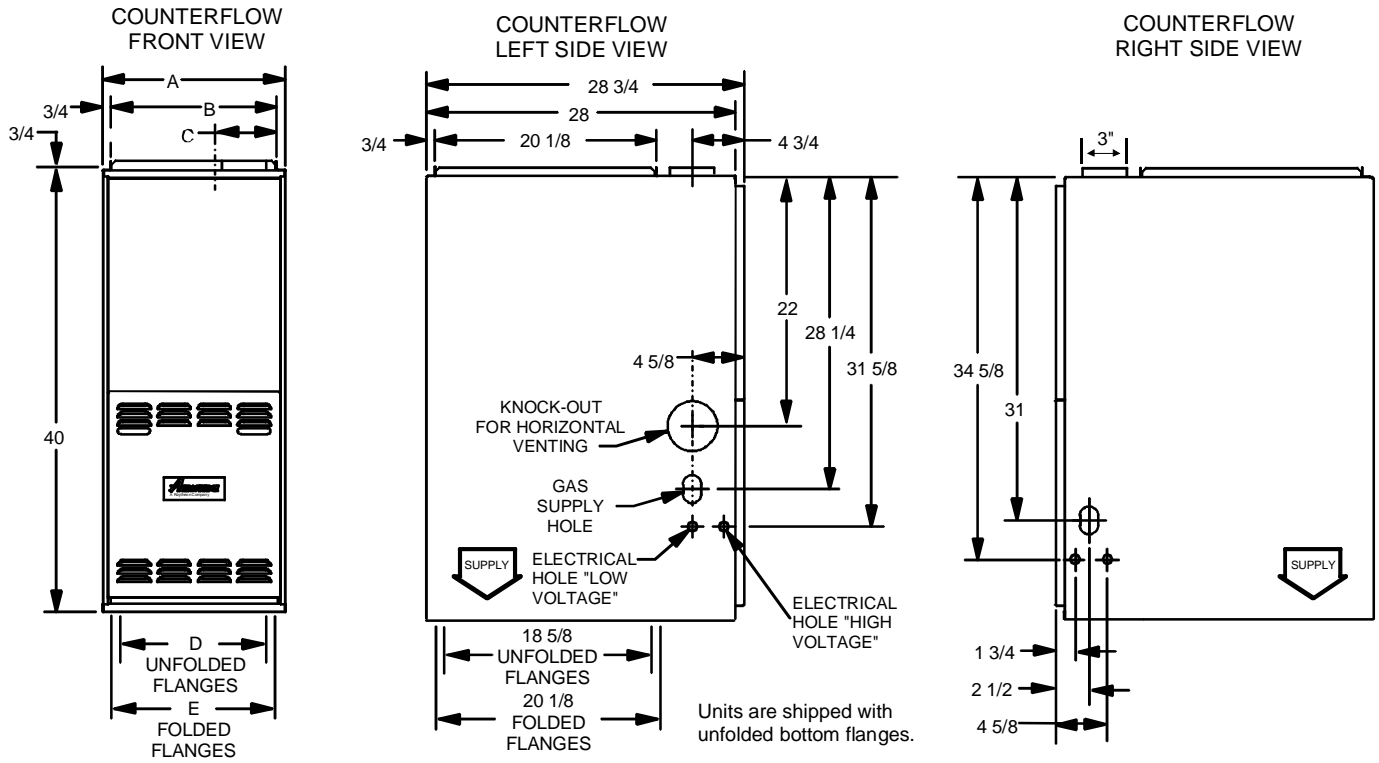 COUNTERFLOW
FRONT VIEW
A
B
C
3/4
3/4
40
D
UNFOLDED
FLANGES
E
FOLDED
FLANGES
COUNTERFLOW
LEFT SIDE VIEW
28 3/4
28
3/4
20 1/8
4 3/4
22
28 1/4
31 5/8
4 5/8
KNOCK-OUT
FOR HORIZONTAL
VENTING
GAS
SUPPLY
HOLE
SUPPLY
ELECTRICAL
HOLE "LOW
VOLTAGE"
ELECTRICAL
HOLE "HIGH
VOLTAGE"
18 5/8
UNFOLDED
FLANGES
20 1/8
FOLDED
FLANGES
Units are shipped with
unfolded bottom flanges.
COUNTERFLOW
RIGHT SIDE VIEW
3"
34 5/8
31
SUPPLY
1 3/4
2 1/2
4 5/8